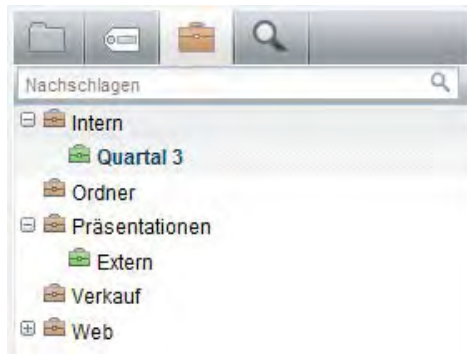 Nachschlagen
Intern
Quartal 3
Ordner
Präsentationen
Extern
Verkauf
Web